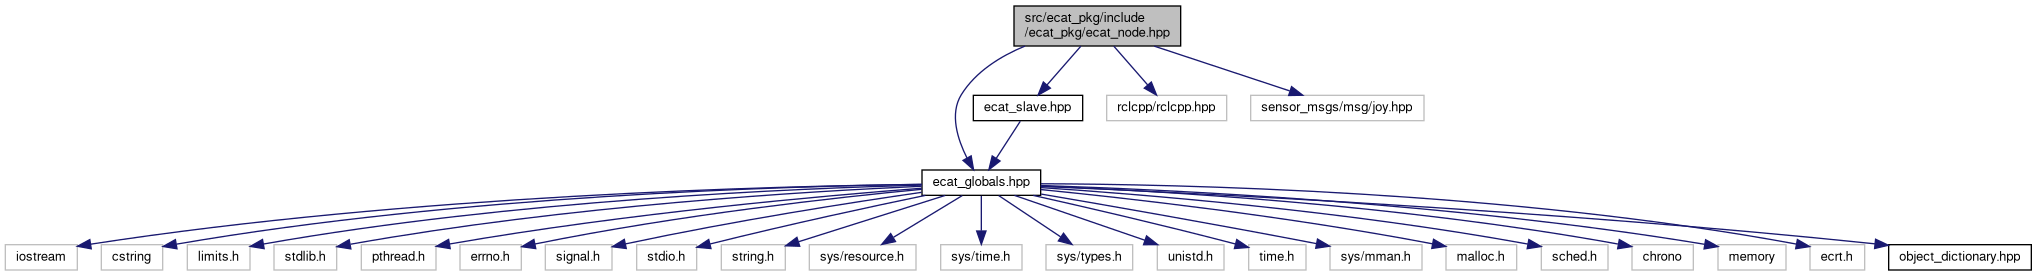 src/ecat_pkg/include
/ecat_pkg/ecat_node.hpp
ecat_slave.hpp
rclcpp/rclcpp.hpp
sensor_msgs/msg/joy.hpp
ecat_globals.hpp
iostream
cstring
limits.h
stdlib.h
pthread.h
errno.h
signal.h
stdio.h
string.h
sys/resource.h
sys/time.h
sys/types.h
unistd.h
time.h
sys/mman.h
malloc.h
sched.h
chrono
memory
ecrt.h
object_dictionary.hpp